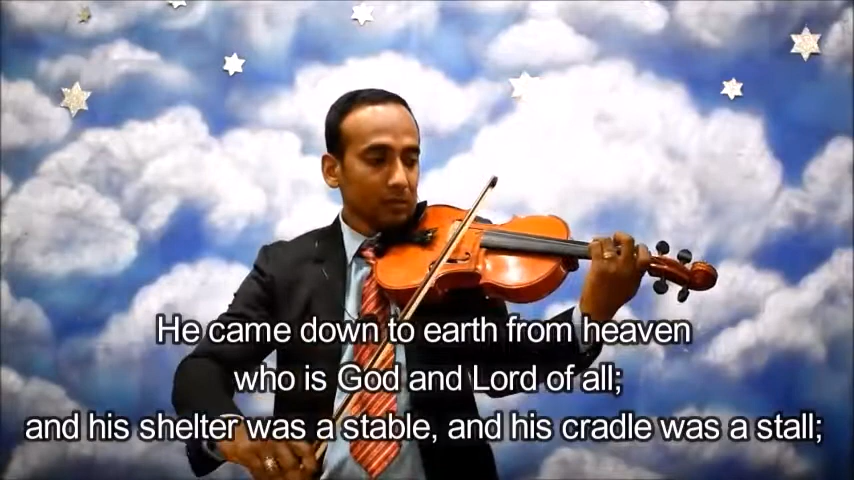 He came down to earth from heaven
who is God and Lord of all;
and his shelter was a stable, and his cradle was a stall;